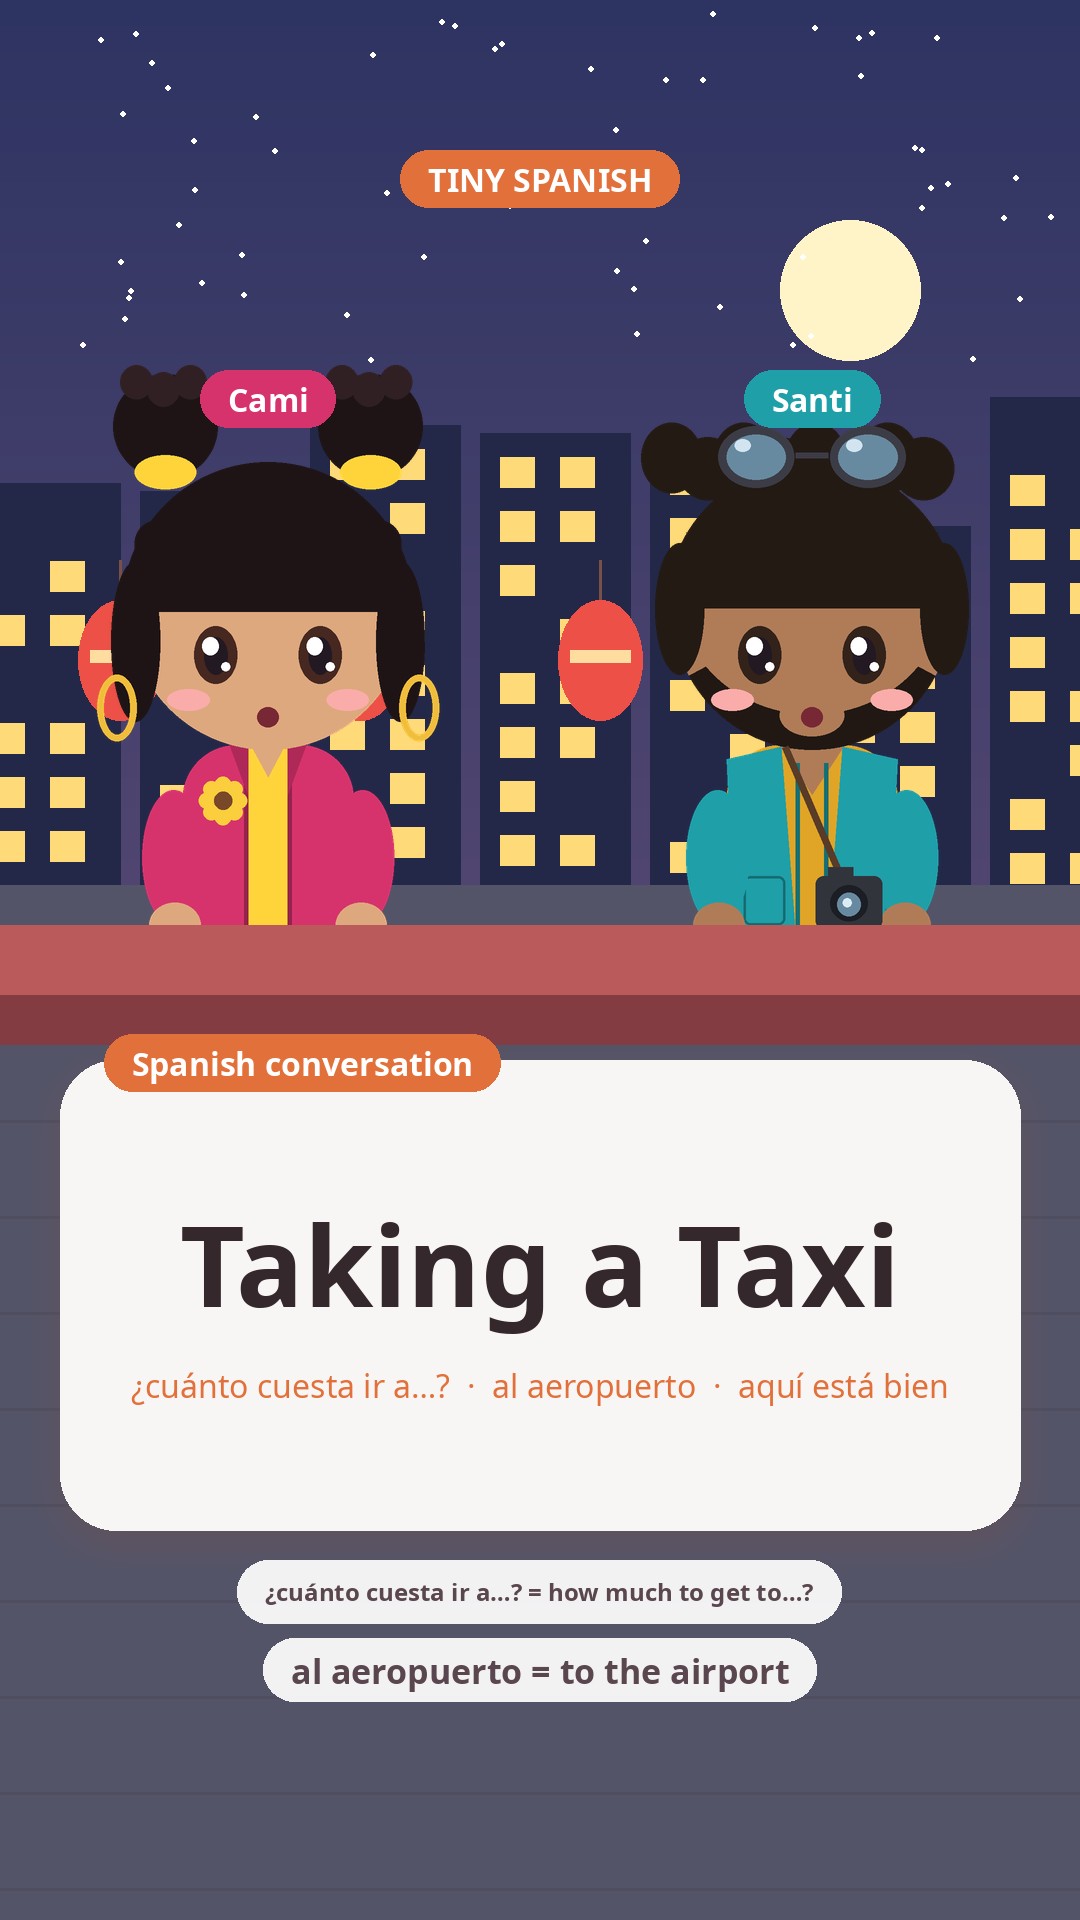 TINY SPANISH
Cami
Santi
Spanish conversation
Taking a Taxi
¿cuánto cuesta ir a...? · al aeropuerto · aquí está bien
¿cuánto cuesta ir a...? = how much to get to...?
al aeropuerto = to the airport